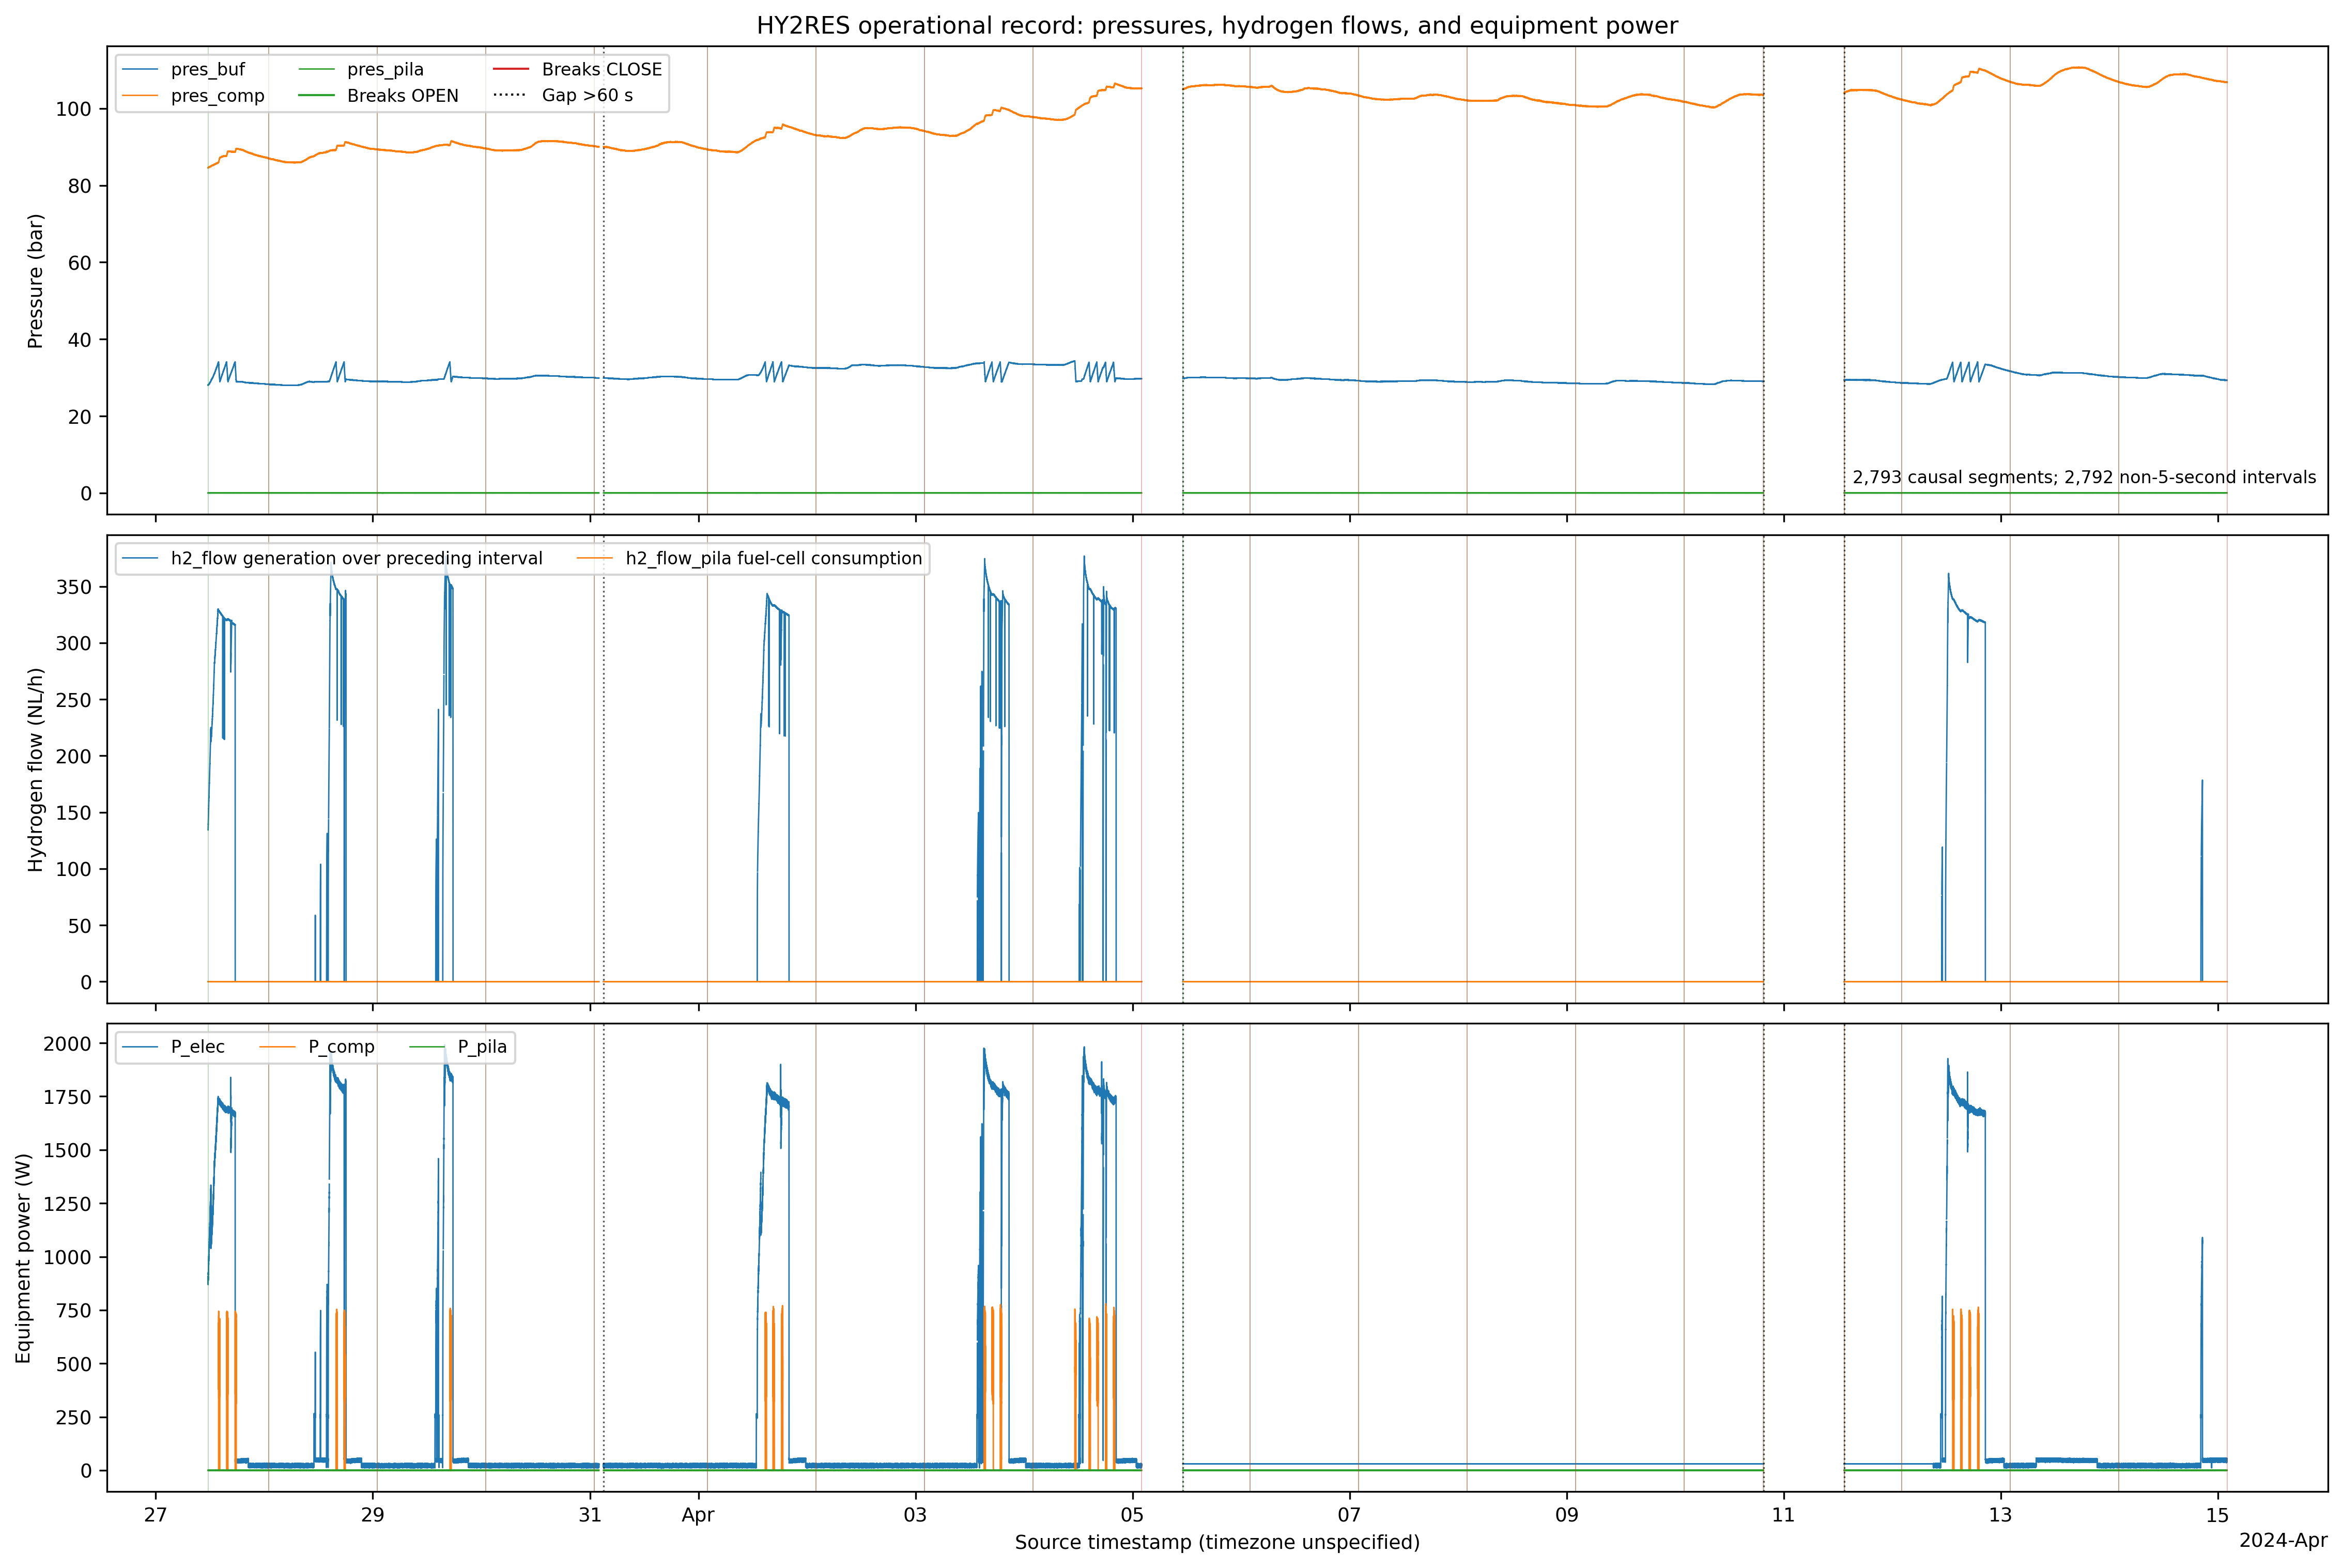 HY2RES operational record: pressures, hydrogen flows, and equipment power
pres_buf
pres_comp
pres_pila
Breaks OPEN
Breaks CLOSE
Gap >60 s
Pressure (bar)
100
80
60
40
20
0
2,793 causal segments; 2,792 non-5-second intervals
h2_flow generation over preceding interval
h2_flow_pila fuel-cell consumption
Hydrogen flow (NL/h)
350
300
250
200
150
100
50
0
P_elec
P_comp
P_pila
Equipment power (W)
2000
1750
1500
1250
1000
750
500
250
0
27 29 31 Apr 03 05 07 09 11 13 15
Source timestamp (timezone unspecified)
2024-Apr